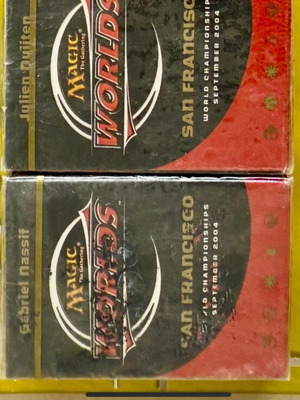 Julien Nuijten
MAGIC
The Gathering®
WORLDS
SAN FRANCISCO
WORLD CHAMPIONSHIPS
SEPTEMBER 2004
Gabriel Nassif
MAGIC
The Gathering®
WORLDS
SAN FRANCISCO
LD CHAMPIONSHIPS
SEPTEMBER 2004